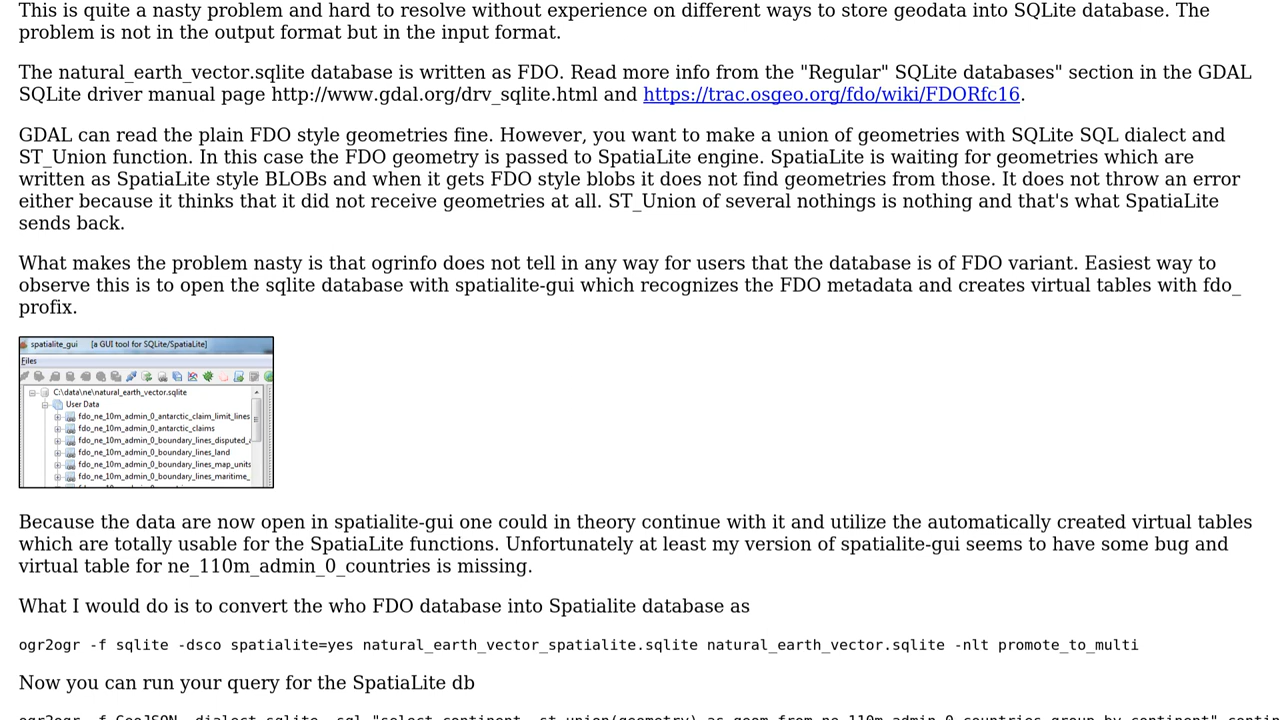 This is quite a nasty problem and hard to resolve without experience on different ways to store geodata into SQLite database. The
problem is not in the output format but in the input format.
The natural_earth_vector.sqlite database is written as FDO. Read more info from the "Regular" SQLite databases" section in the GDAL
SQLite driver manual page http://www.gdal.org/drv_sqlite.html and https://trac.osgeo.org/fdo/wiki/FDORfc16.
GDAL can read the plain FDO style geometries fine. However, you want to make a union of geometries with SQLite SQL dialect and
ST_Union function. In this case the FDO geometry is passed to SpatiaLite engine. SpatiaLite is waiting for geometries which are
written as SpatiaLite style BLOBs and when it gets FDO style blobs it does not find geometries from those. It does not throw an error
either because it thinks that it did not receive geometries at all. ST_Union of several nothings is nothing and that's what SpatiaLite
sends back.
What makes the problem nasty is that ogrinfo does not tell in any way for users that the database is of FDO variant. Easiest way to
observe this is to open the sqlite database with spatialite-gui which recognizes the FDO metadata and creates virtual tables with fdo_
profix.
spatialite_gui [a GUI tool for SQLite/SpatiaLite]
Files
C:\data\ne\natural_earth_vector.sqlite
User Data
fdo_ne_10m_admin_0_antarctic_claim_limit_lines
fdo_ne_10m_admin_0_antarctic_claims
fdo_ne_10m_admin_0_boundary_lines_disputed_
fdo_ne_10m_admin_0_boundary_lines_land
fdo_ne_10m_admin_0_boundary_lines_map_units
fdo_ne_10m_admin_0_boundary_lines_maritime_
Because the data are now open in spatialite-gui one could in theory continue with it and utilize the automatically created virtual tables
which are totally usable for the SpatiaLite functions. Unfortunately at least my version of spatialite-gui seems to have some bug and
virtual table for ne_110m_admin_0_countries is missing.
What I would do is to convert the who FDO database into Spatialite database as
ogr2ogr -f sqlite -dsco spatialite=yes natural_earth_vector_spatialite.sqlite natural_earth_vector.sqlite -nlt promote_to_multi
Now you can run your query for the SpatiaLite db